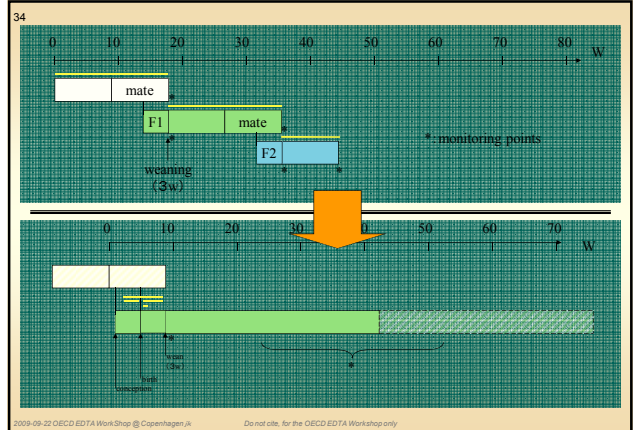 34
0 10 20 30 40 50 60 70 80 W
mate
F1 mate
* *: monitoring points
F2
weaning
(3w)
* *
0 10 20 30 40 50 60 70 W
*
wean
(3w)
*
birth
conception
2009-09-22 OECD EDTA WorkShop @ Copenhagen jk Do not cite, for the OECD EDTA Workshop only